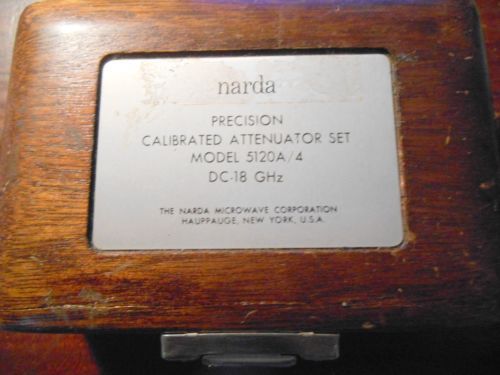 narda
PRECISION
CALIBRATED ATTENUATOR SET
MODEL 5120A/4
DC-18 GHz
THE NARDA MICROWAVE CORPORATION
HAUPPAUGE, NEW YORK, U.S.A.